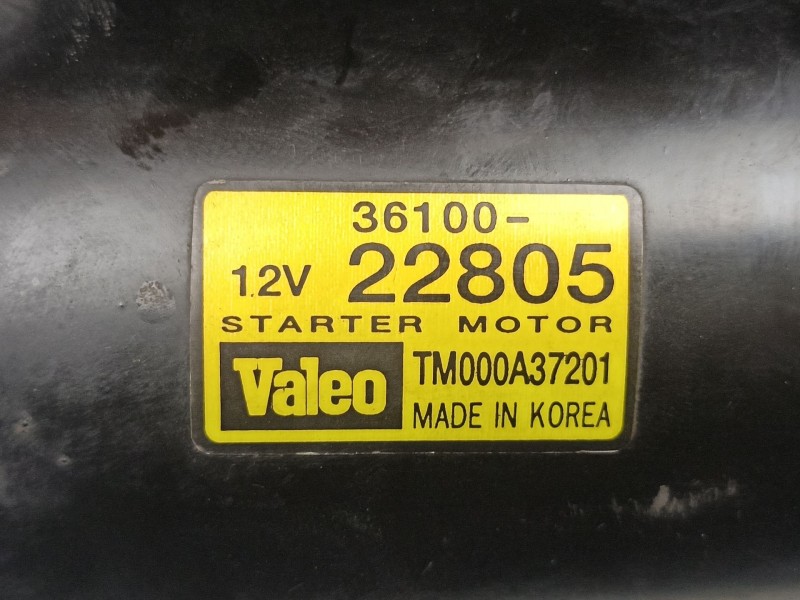 36100-
1.2V 22805
STARTER MOTOR
Valeo
TM000A37201
MADE IN KOREA